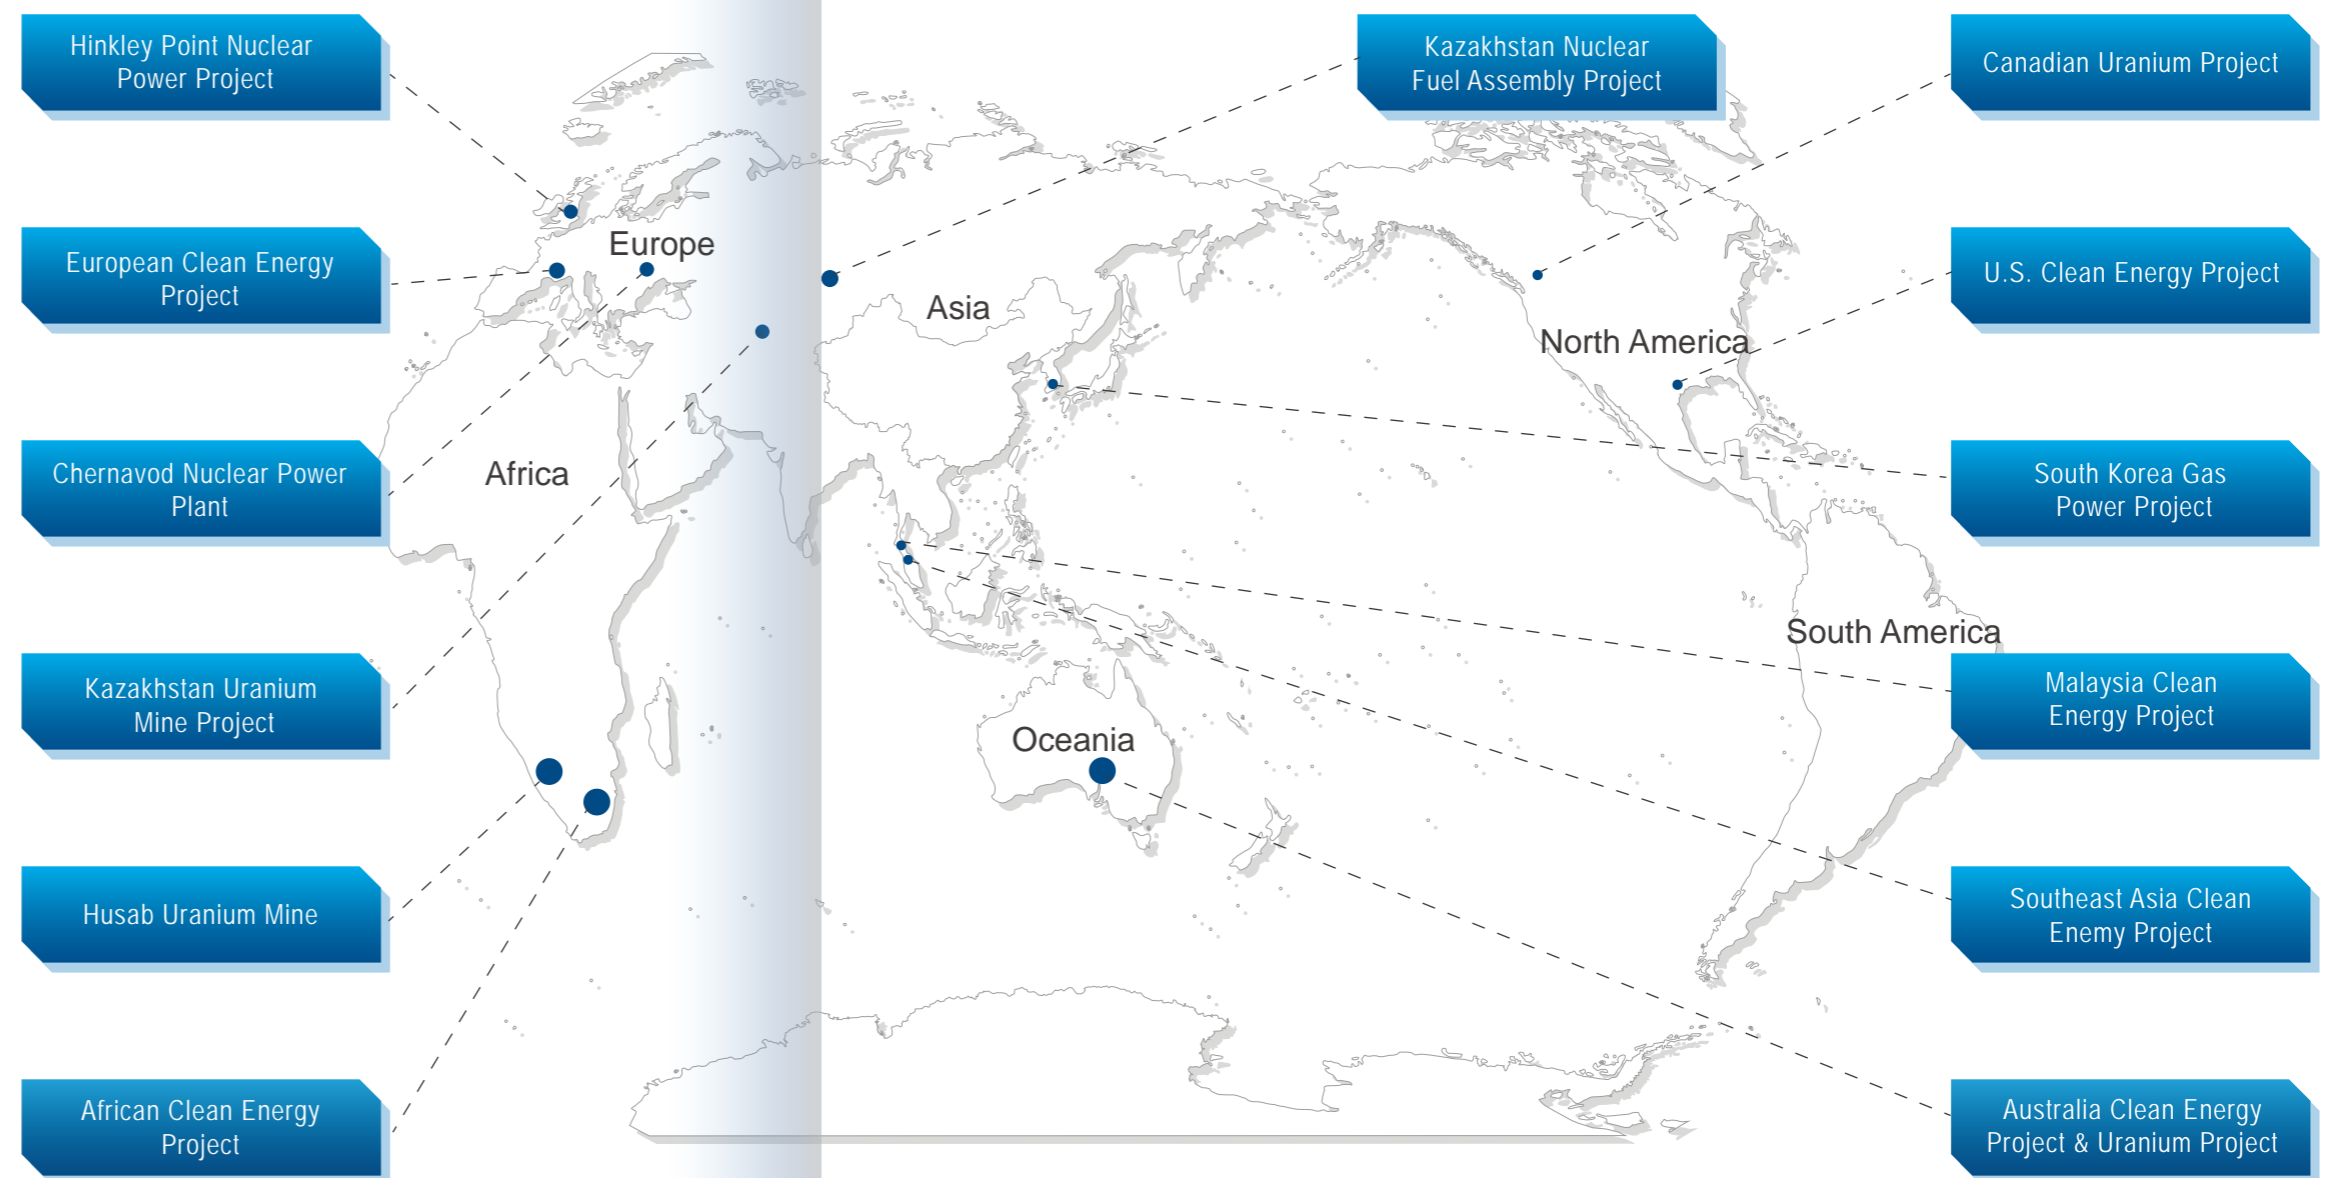 Hinkley Point Nuclear
Power Project
Kazakhstan Nuclear
Fuel Assembly Project
Canadian Uranium Project
European Clean Energy
Project
Europe
Asia
North America
U.S. Clean Energy Project
Chernavod Nuclear Power
Plant
Africa
South Korea Gas
Power Project
Kazakhstan Uranium
Mine Project
South America
Malaysia Clean
Energy Project
Oceania
Husab Uranium Mine
Southeast Asia Clean
Enemy Project
African Clean Energy
Project
Australia Clean Energy
Project & Uranium Project